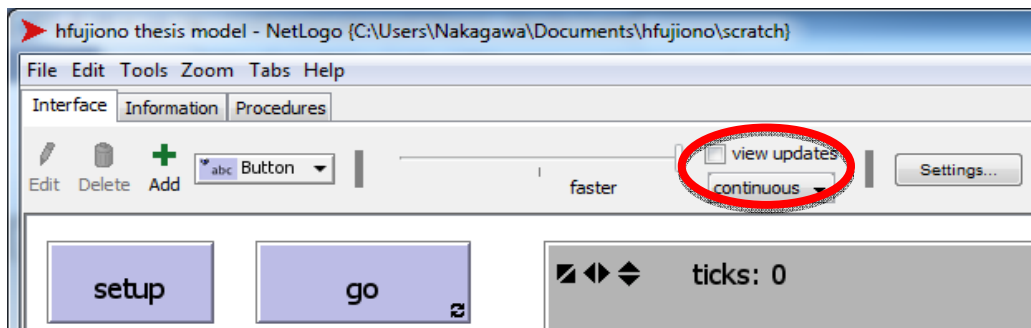 hfujiono thesis model - NetLogo {C:\Users\Nakagawa\Documents\hfujiono\scratch}
File Edit Tools Zoom Tabs Help
Interface Information Procedures
Edit Delete Add abc Button faster view updates continuous Settings...
setup go ticks: 0